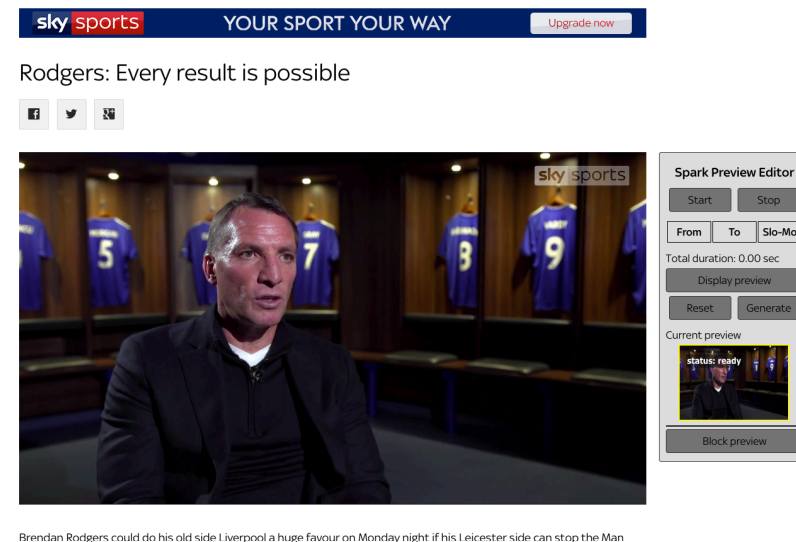 sky sports YOUR SPORT YOUR WAY Upgrade now
Rodgers: Every result is possible
sky sports
5
7
8
VARDY
9
Spark Preview Editor
Start Stop
From To Slo-Mo
Total duration: 0.00 sec
Display preview
Reset Generate
Current preview
status: ready
Block preview
Brendan Rodgers could do his old side Liverpool a huge favour on Monday night if his Leicester side can stop the Man